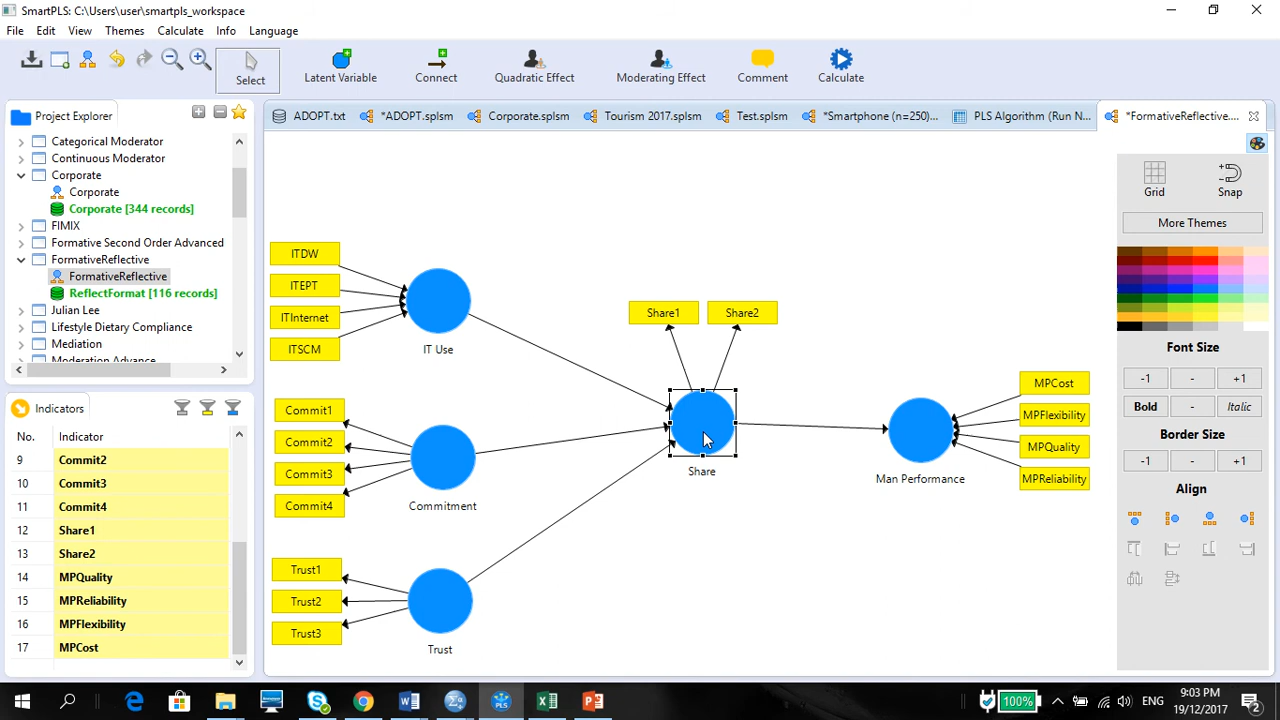 SmartPLS: C:\Users\user\smartpls_workspace
File Edit View Themes Calculate Info Language
Select
Latent Variable
Connect
Quadratic Effect
Moderating Effect
Comment
Calculate
Project Explorer
ADOPT.txt
*ADOPT.splsm
Corporate.splsm
Tourism 2017.splsm
Test.splsm
*Smartphone (n=250)...
PLS Algorithm (Run N...
*FormativeReflective....
Categorical Moderator
Continuous Moderator
Corporate
Corporate
Corporate [344 records]
FIMIX
Formative Second Order Advanced
FormativeReflective
FormativeReflective
ReflectFormat [116 records]
Julian Lee
Lifestyle Dietary Compliance
Mediation
Moderation Advance
Indicators
No. Indicator
9 Commit2
10 Commit3
11 Commit4
12 Share1
13 Share2
14 MPQuality
15 MPReliability
16 MPFlexibility
17 MPCost
ITDW
ITEPT
ITInternet
ITSCM
IT Use
Commit1
Commit2
Commit3
Commit4
Commitment
Trust1
Trust2
Trust3
Trust
Share1
Share2
Share
Man Performance
MPCost
MPFlexibility
MPQuality
MPReliability
Grid
Snap
More Themes
Font Size
-1 - +1
Bold - Italic
Border Size
-1 - +1
Align
100%
ENG
9:03 PM
19/12/2017
2